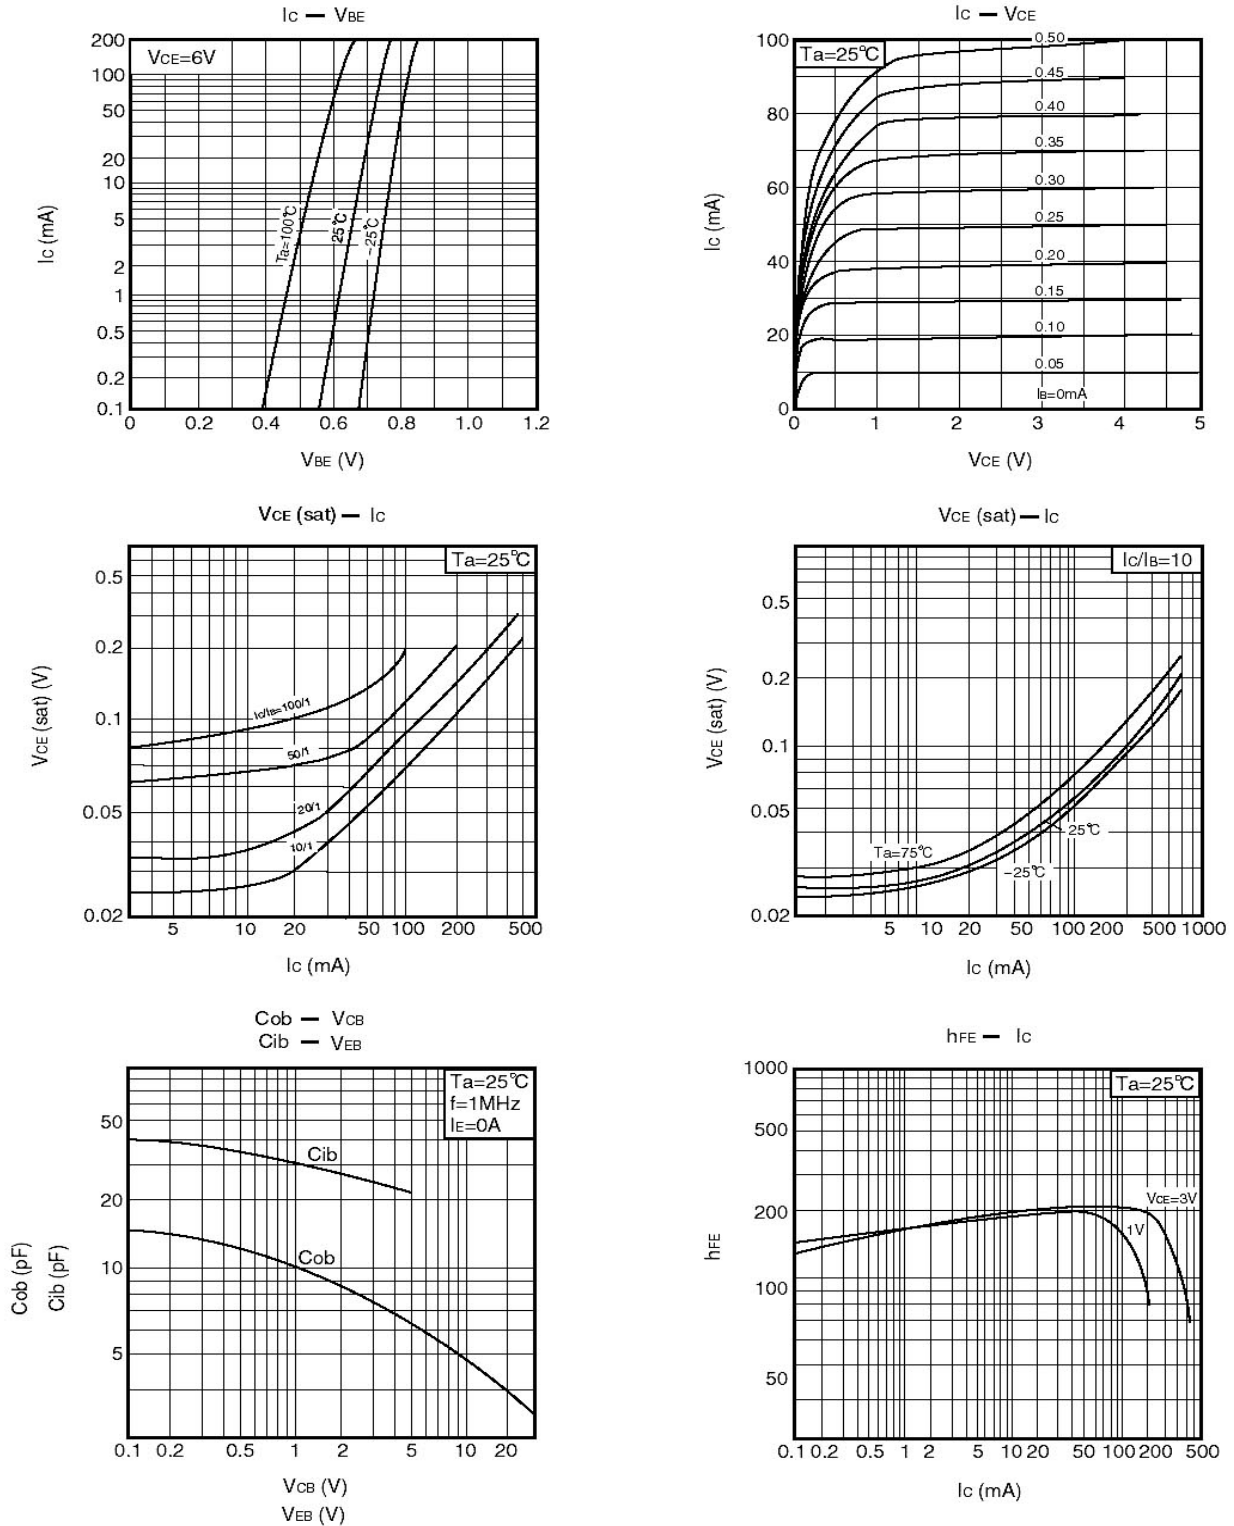 IC — VBE
VCE=6V
200
100
50
20
10
5
2
1
0.5
0.2
0.1
IC (mA)
Ta=100℃
25℃
−25℃
0 0.2 0.4 0.6 0.8 1.0 1.2
VBE (V)
IC — VCE
Ta=25℃
100
80
60
40
20
0
IC (mA)
0.50
0.45
0.40
0.35
0.30
0.25
0.20
0.15
0.10
0.05
IB=0mA
0 1 2 3 4 5
VCE (V)
VCE (sat) — IC
Ta=25℃
0.5
0.2
0.1
0.05
0.02
VCE (sat) (V)
IC/IB=100/1
50/1
20/1
10/1
5 10 20 50 100 200 500
IC (mA)
VCE (sat) — IC
IC/IB=10
0.5
0.2
0.1
0.05
0.02
VCE (sat) (V)
Ta=75℃
25℃
−25℃
5 10 20 50 100 200 500 1000
IC (mA)
Cob — VCB
Cib — VEB
Ta=25℃
f=1MHz
IE=0A
50
20
10
5
Cob (pF)
Cib (pF)
Cib
Cob
0.1 0.2 0.5 1 2 5 10 20
VCB (V)
VEB (V)
hFE — IC
Ta=25℃
1000
500
200
100
50
hFE
VCE=3V
1V
0.1 0.2 0.5 1 2 5 10 20 50 100 200 500
IC (mA)